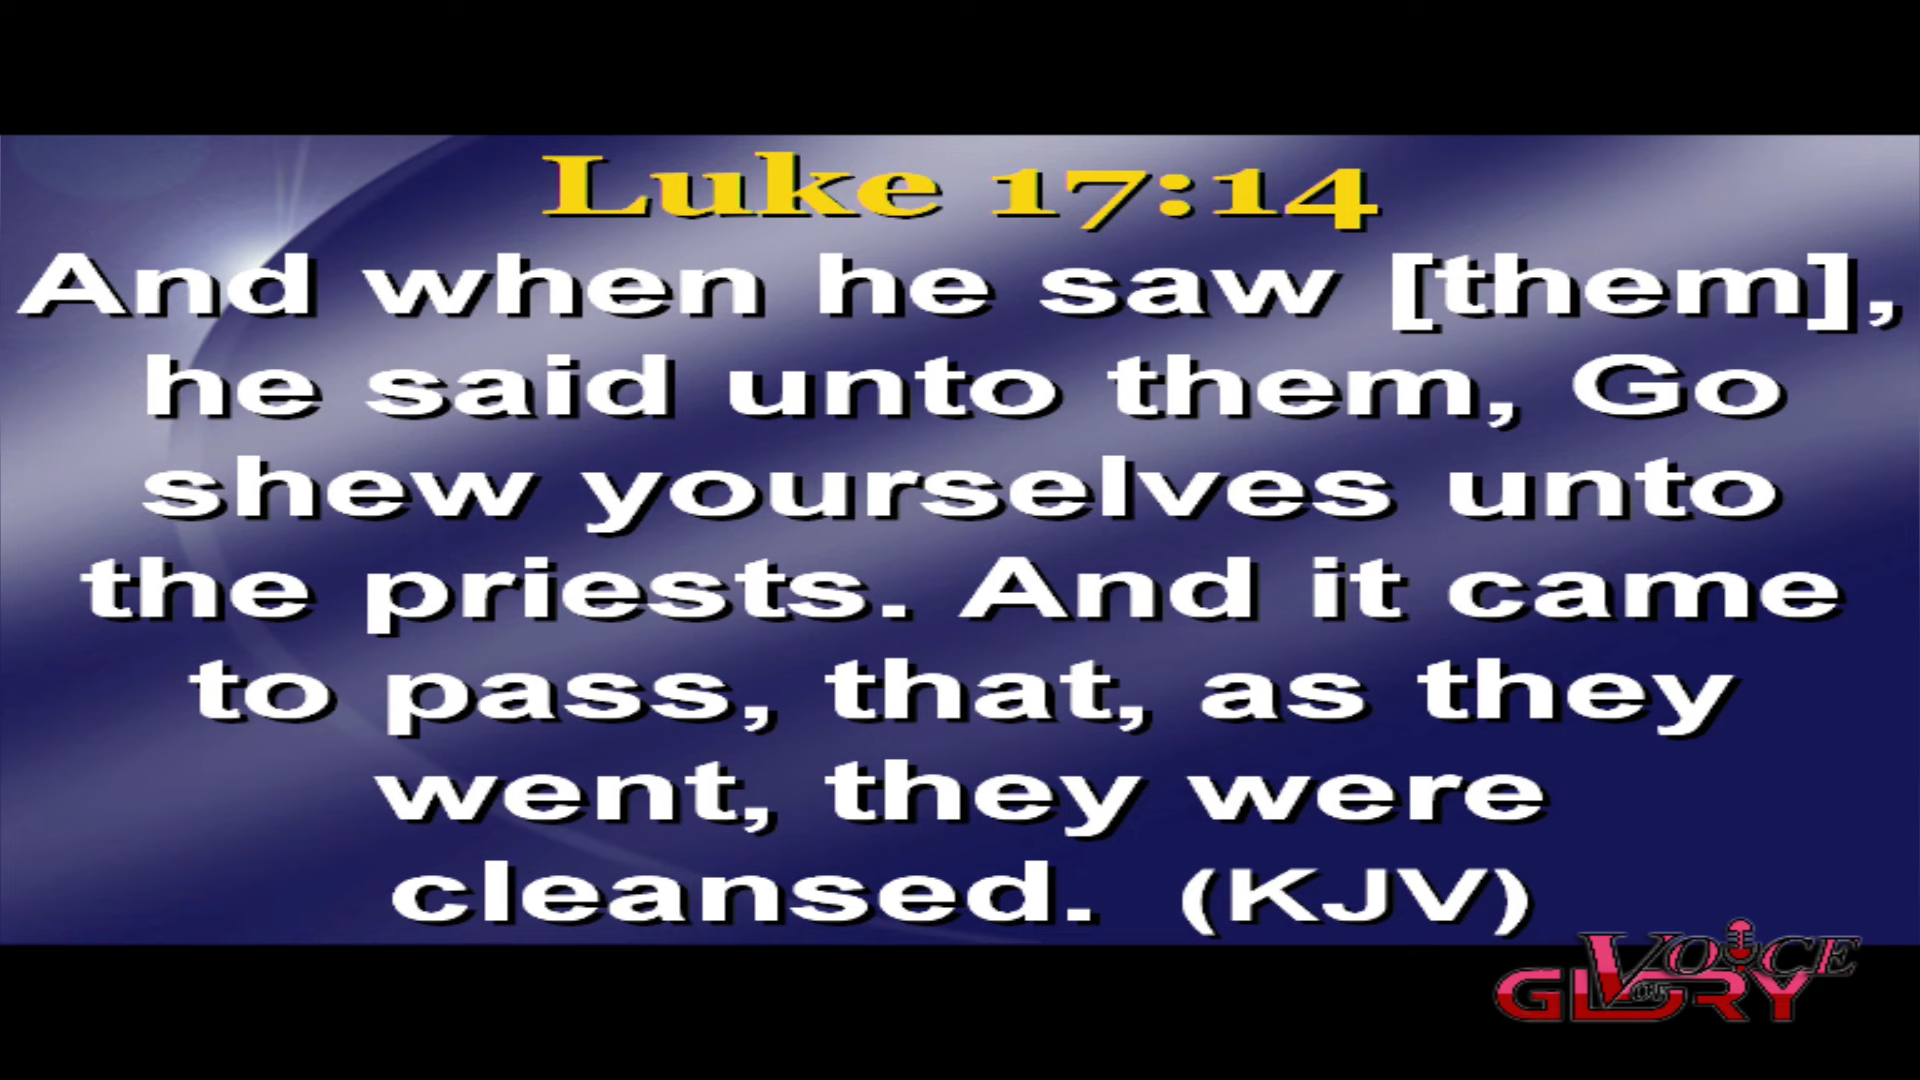 Luke 17:14
And when he saw [them],
he said unto them, Go
shew yourselves unto
the priests. And it came
to pass, that, as they
went, they were
cleansed. (KJV)
VOICE
OF
GLORY